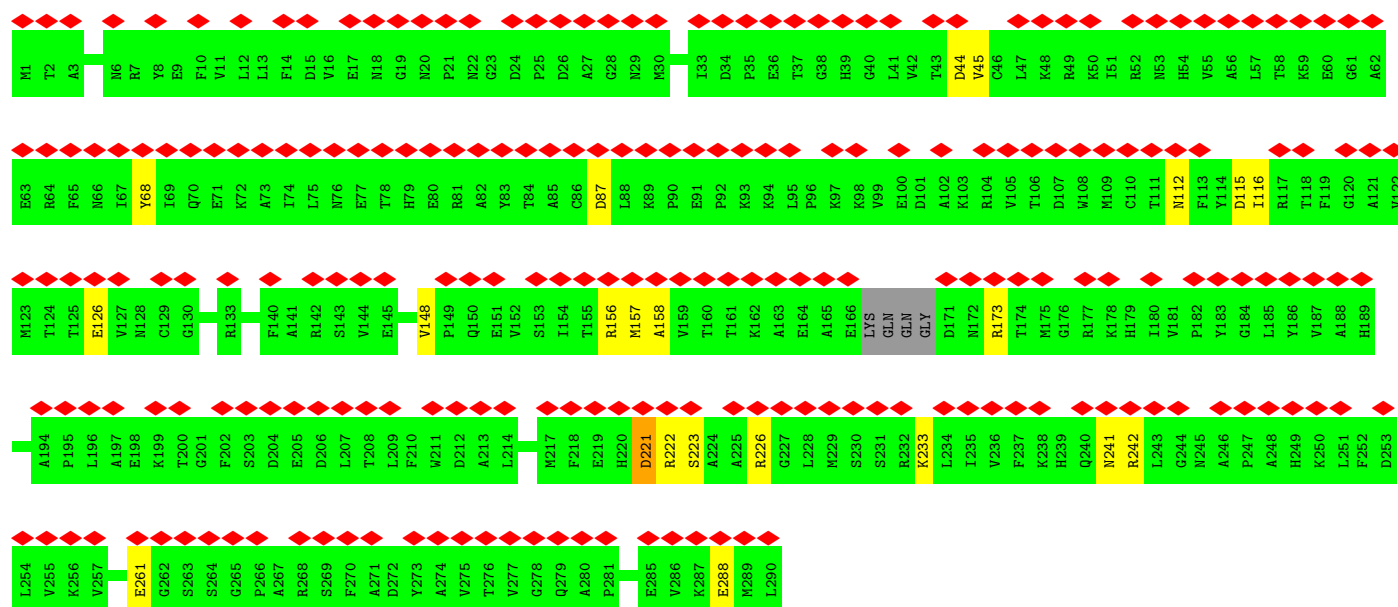 M1 T2 A3 N6 R7 Y8 E9 F10 V11 L12 L13 F14 D15 V16 E17 N18 G19 N20 P21 N22 G23 D24 P25 D26 A27 G28 N29 M30 I33 D34 P35 E36 T37 G38 H39 G40 L41 V42 T43 D44 V45 C46 L47 K48 R49 K50 I51 R52 N53 H54 V55 A56 L57 T58 K59 E60 G61 A62
E63 R64 F65 N66 I67 Y68 I69 Q70 E71 K72 A73 I74 L75 N76 E77 T78 H79 E80 R81 A82 Y83 T84 A85 C86 D87 L88 K89 P90 E91 P92 K93 K94 L95 P96 K97 K98 V99 E100 D101 A102 K103 R104 V105 T106 D107 W108 M109 C110 T111 N112 F113 Y114 D115 I116 R117 T118 F119 G120 A121 V122
M123 T124 T125 E126 V127 N128 C129 G130 R133 F140 A141 R142 S143 V144 E145 V148 P149 Q150 E151 V152 S153 I154 T155 R156 M157 A158 V159 T160 T161 K162 A163 E164 A165 E166 LYS GLN GLN GLY D171 N172 R173 T174 M175 G176 R177 K178 H179 I180 V181 P182 Y183 G184 L185 Y186 V187 A188 H189
A194 P195 L196 A197 E198 K199 T200 G201 F202 S203 D204 E205 D206 L207 T208 L209 F210 W211 D212 A213 L214 M217 F218 E219 H220 D221 R222 S223 A224 A225 R226 G227 L228 M229 S230 S231 R232 K233 L234 I235 V236 F237 K238 H239 Q240 N241 R242 L243 G244 N245 A246 P247 A248 H249 K250 L251 F252 D253
L254 V255 K256 V257 E261 G262 S263 S264 G265 P266 A267 R268 S269 F270 A271 D272 Y273 A274 V275 T276 V277 G278 Q279 A280 P281 E285 V286 K287 E288 M289 L290